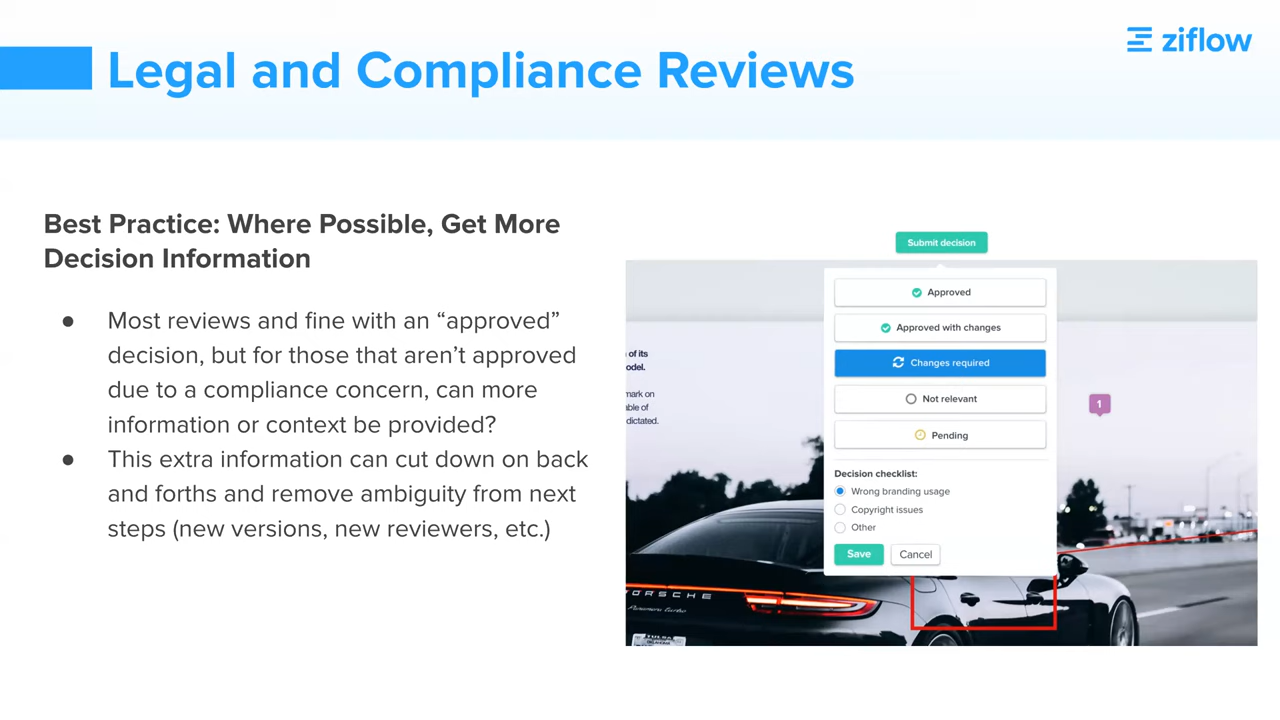 ziflow
Legal and Compliance Reviews
Best Practice: Where Possible, Get More
Decision Information
● Most reviews and fine with an “approved”
decision, but for those that aren’t approved
due to a compliance concern, can more
information or context be provided?
● This extra information can cut down on back
and forths and remove ambiguity from next
steps (new versions, new reviewers, etc.)
Submit decision
Approved
Approved with changes
Changes required
Not relevant
Pending
Decision checklist:
Wrong branding usage
Copyright issues
Other
Save
Cancel
of its
odel.
mark on
able of
dictated.
1
PORSCHE
Panamera turbo